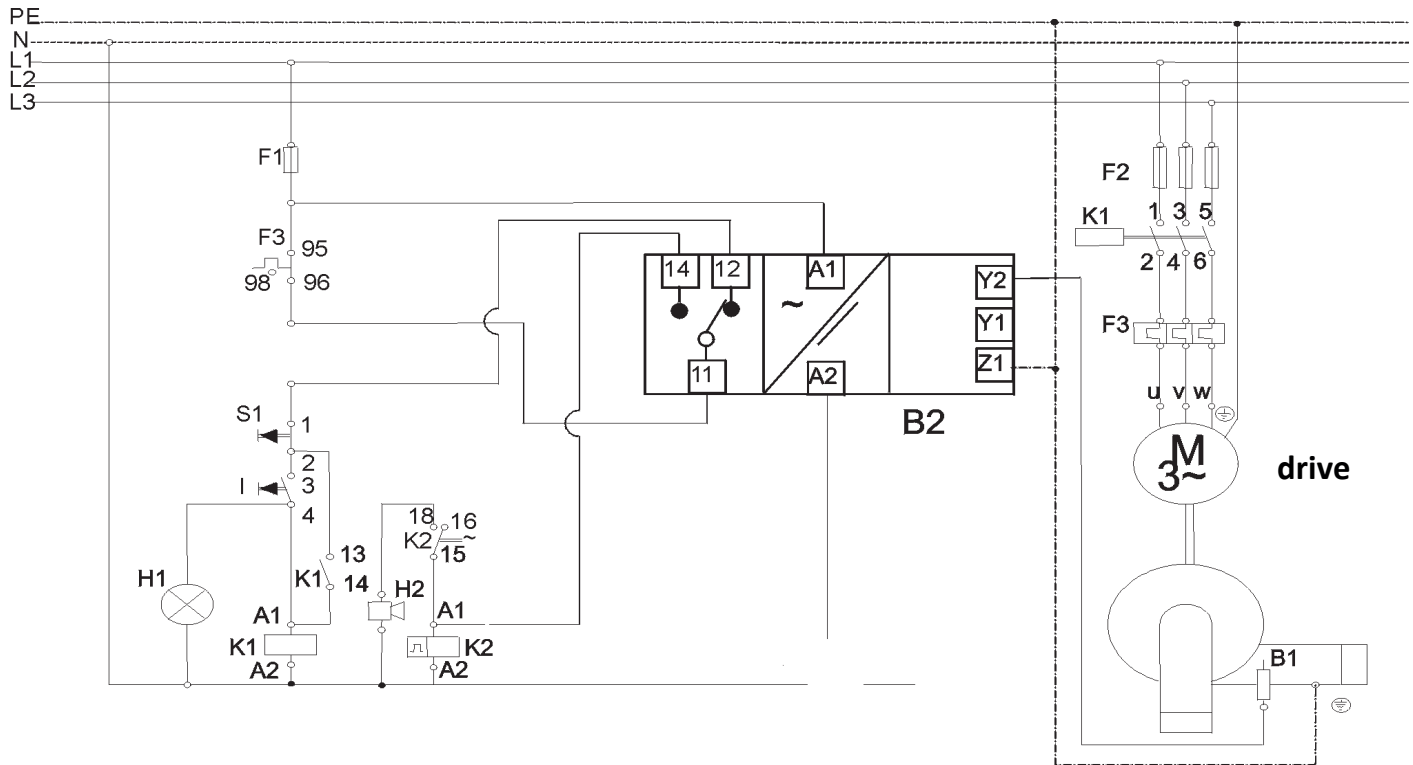 PE
N
L1
L2
L3
F1
F2
1 3 5
K1
2 4 6
F3 95
98 96
14 12 A1
~
Y2
Y1
Z1
11 A2
B2
F3
u v w
M
3~
drive
S1 1
2
I 3
4
18 16
K2 ~
15
13
K1 14
H1
H2
A1
A1
K1
K2
A2
A2
B1